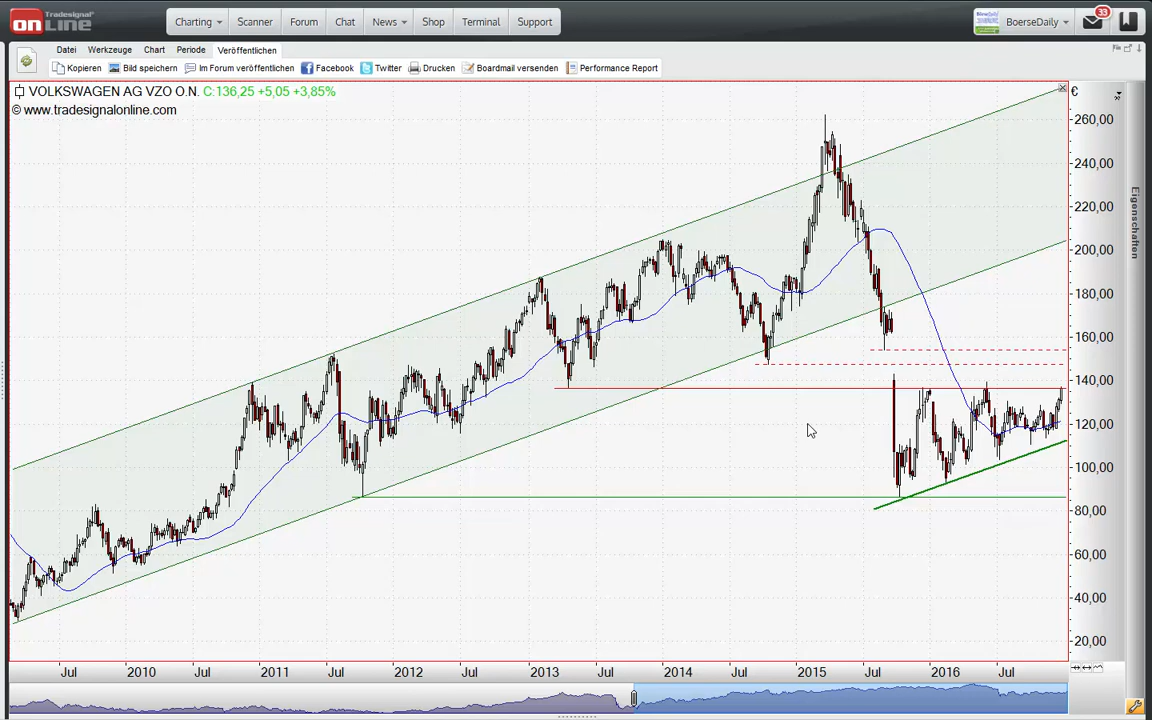 Tradesignal
onLine
Charting
Scanner
Forum
Chat
News
Shop
Terminal
Support
BoerseDaily
33
Datei
Werkzeuge
Chart
Periode
Veröffentlichen
Kopieren
Bild speichern
Im Forum veröffentlichen
Facebook
Twitter
Drucken
Boardmail versenden
Performance Report
VOLKSWAGEN AG VZO O.N. C:136,25 +5,05 +3,85%
© www.tradesignalonline.com
€
260,00
240,00
220,00
200,00
180,00
160,00
140,00
120,00
100,00
80,00
60,00
40,00
20,00
Eigenschaften
Jul 2010 Jul 2011 Jul 2012 Jul 2013 Jul 2014 Jul 2015 Jul 2016 Jul